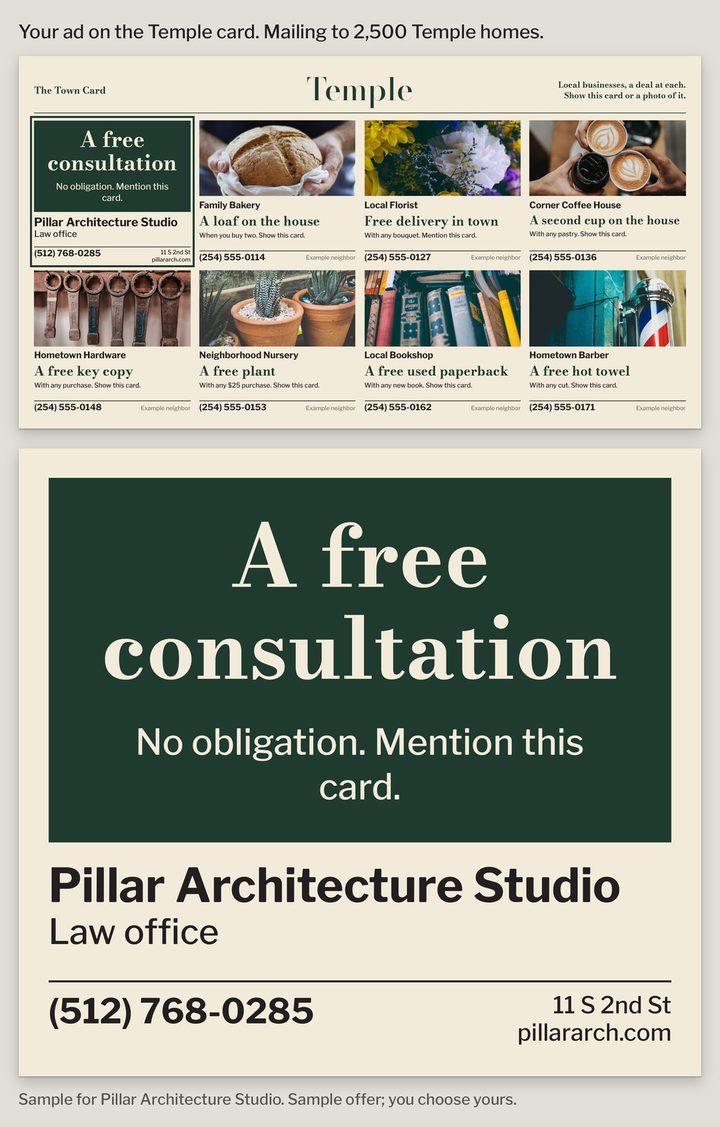 Your ad on the Temple card. Mailing to 2,500 Temple homes.
The Town Card
Temple
Local businesses, a deal at each.
Show this card or a photo of it.
A free
consultation
No obligation. Mention this
card.
Pillar Architecture Studio
Law office
(512) 768-0285
11 S 2nd St
pillararch.com
Family Bakery
A loaf on the house
When you buy two. Show this card.
(254) 555-0114
Example neighbor
Local Florist
Free delivery in town
With any bouquet. Mention this card.
(254) 555-0127
Example neighbor
Corner Coffee House
A second cup on the house
With any pastry. Show this card.
(254) 555-0136
Example neighbor
Hometown Hardware
A free key copy
With any purchase. Show this card.
(254) 555-0148
Example neighbor
Neighborhood Nursery
A free plant
With any $25 purchase. Show this card.
(254) 555-0153
Example neighbor
Local Bookshop
A free used paperback
With any new book. Show this card.
(254) 555-0162
Example neighbor
Hometown Barber
A free hot towel
With any cut. Show this card.
(254) 555-0171
Example neighbor
A free
consultation
No obligation. Mention this
card.
Pillar Architecture Studio
Law office
(512) 768-0285
11 S 2nd St
pillararch.com
Sample for Pillar Architecture Studio. Sample offer; you choose yours.